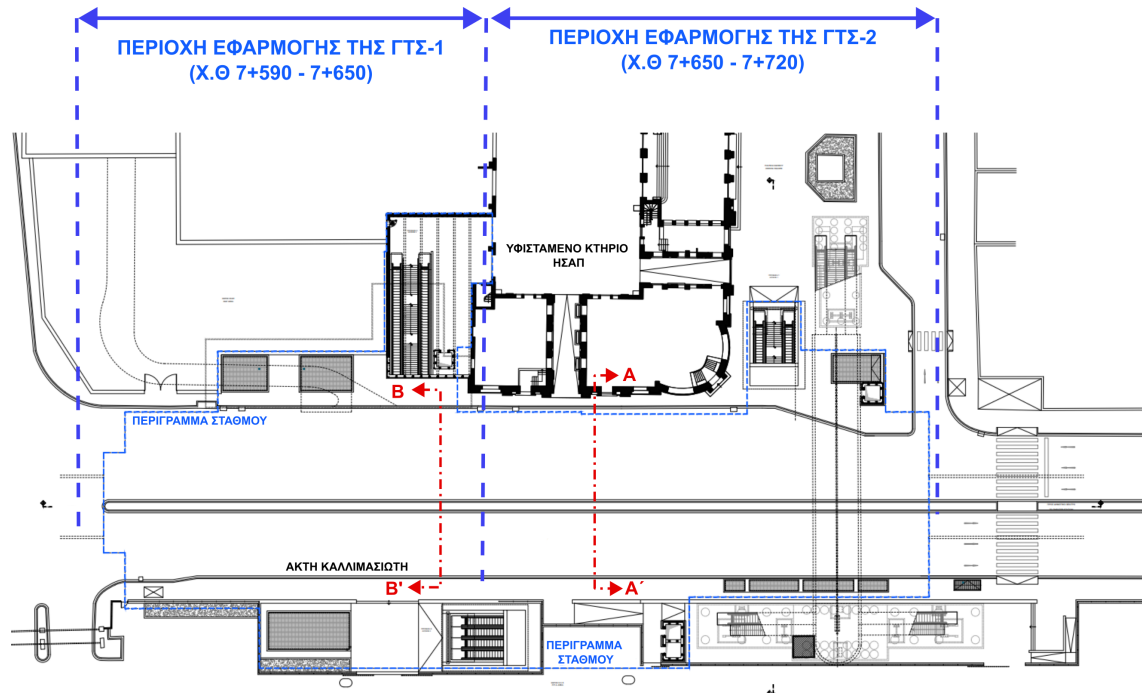 ΠΕΡΙΟΧΗ ΕΦΑΡΜΟΓΗΣ ΤΗΣ ΓΤΣ-1
(Χ.Θ 7+590 - 7+650)
ΠΕΡΙΟΧΗ ΕΦΑΡΜΟΓΗΣ ΤΗΣ ΓΤΣ-2
(Χ.Θ 7+650 - 7+720)
ΥΦΙΣΤΑΜΕΝΟ ΚΤΗΡΙΟ
ΗΣΑΠ
B
A
ΠΕΡΙΓΡΑΜΜΑ ΣΤΑΘΜΟΥ
ΑΚΤΗ ΚΑΛΛΙΜΑΣΙΩΤΗ
B'
A´
ΠΕΡΙΓΡΑΜΜΑ
ΣΤΑΘΜΟΥ